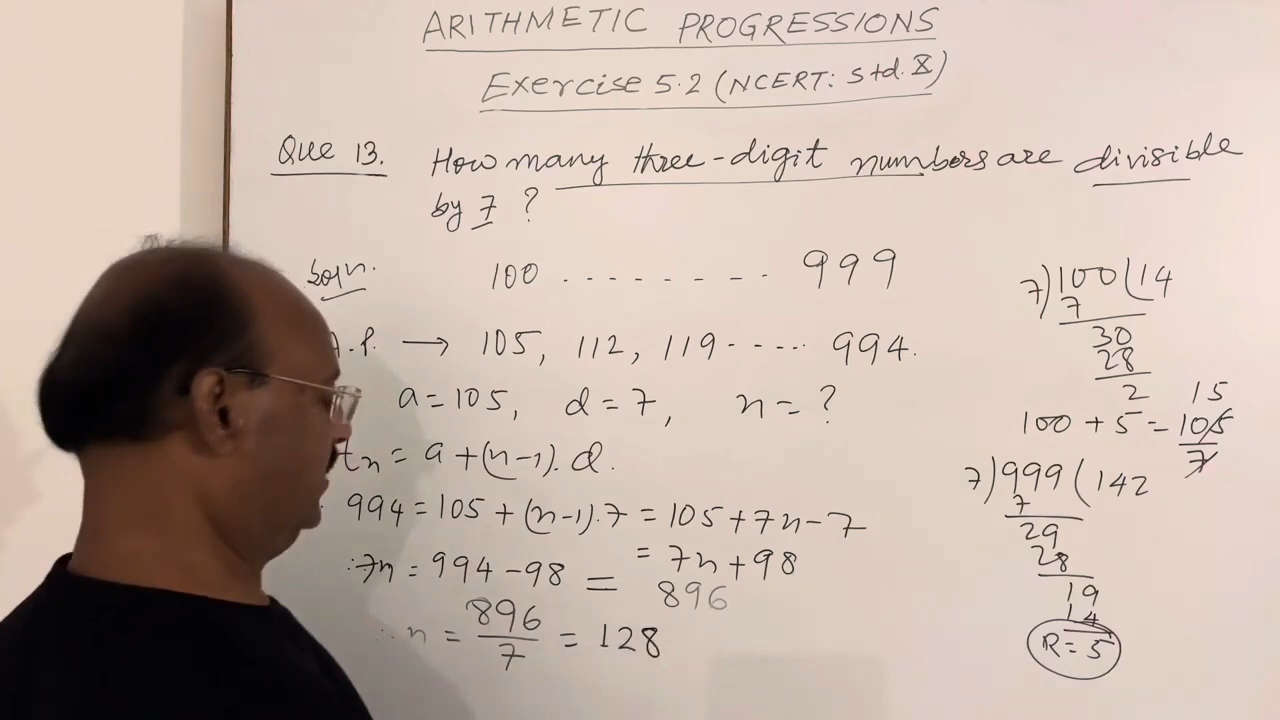 ARITHMETIC PROGRESSIONS
Exercise 5.2 (NCERT: Std. X)
Que 13. How many three-digit numbers are divisible
by 7 ?
Soln. 100 . . . . . . . . 999
A.P. → 105, 112, 119 - . . . . . 994.
a = 105, d = 7, n = ?
tn = a + (n-1). d.
994 = 105 + (n-1).7 = 105 + 7n - 7
= 7n + 98
∴ 7n = 994 - 98 = 896
∴ n = 896/7 = 128
7)100(14
7
30
28
2
15
100 + 5 = 105
7
7)999(142
7
29
28
19
14
R = 5